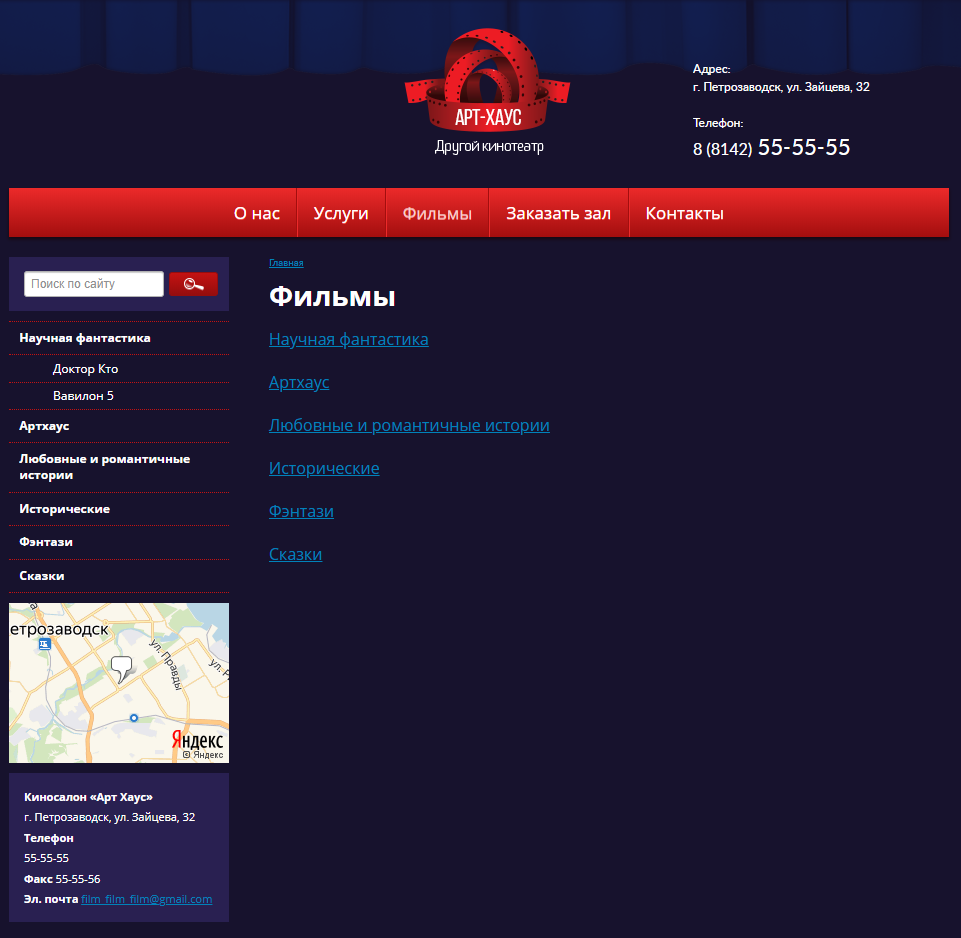 АРТ-ХАУС
Другой кинотеатр
Адрес:
г. Петрозаводск, ул. Зайцева, 32
Телефон:
8 (8142) 55-55-55
О нас
Услуги
Фильмы
Заказать зал
Контакты
Поиск по сайту
Научная фантастика
Доктор Кто
Вавилон 5
Артхаус
Любовные и романтичные
истории
Исторические
Фэнтази
Сказки
Главная
Фильмы
Научная фантастика
Артхаус
Любовные и романтичные истории
Исторические
Фэнтази
Сказки
етрозаводск
ул. Правды
ул.
Яндекс
© Яндекс
Киносалон «Арт Хаус»
г. Петрозаводск, ул. Зайцева, 32
Телефон
55-55-55
Факс 55-55-56
Эл. почта film_film_film@gmail.com